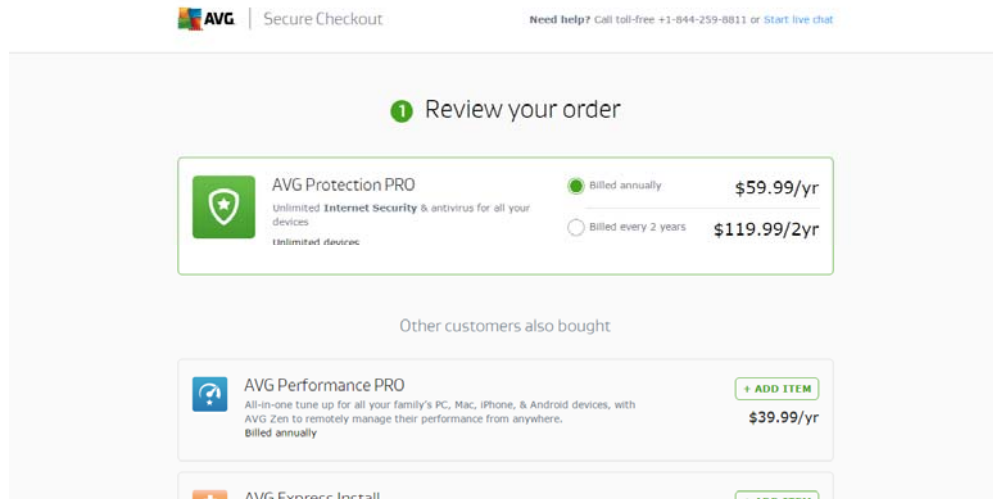 AVG Secure Checkout
Need help? Call toll-free +1-844-259-8811 or Start live chat
1 Review your order
AVG Protection PRO
Unlimited Internet Security & antivirus for all your
devices
Unlimited devices
Billed annually $59.99/yr
Billed every 2 years $119.99/2yr
Other customers also bought
AVG Performance PRO
All-in-one tune up for all your family's PC, Mac, iPhone, & Android devices, with
AVG Zen to remotely manage their performance from anywhere.
Billed annually
+ ADD ITEM
$39.99/yr
AVG Express Install
+ ADD ITEM